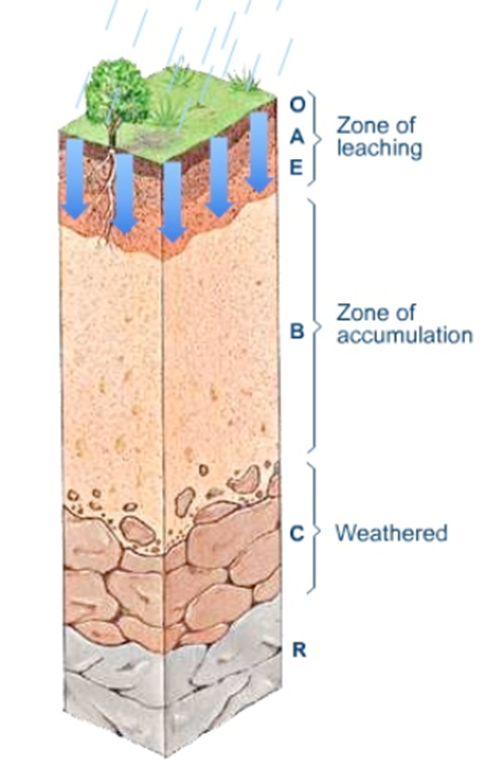 O
A
E
Zone of
leaching
B
Zone of
accumulation
C
Weathered
R